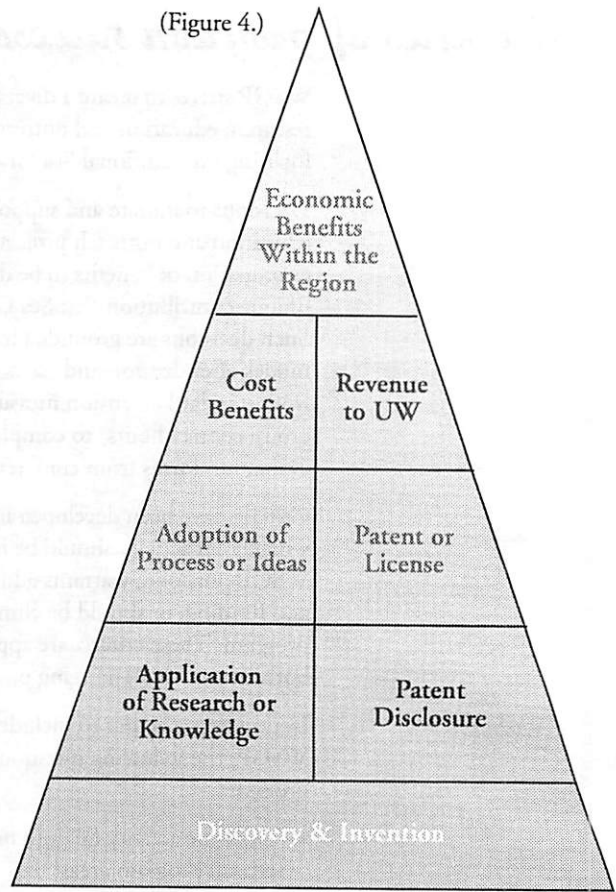 (Figure 4.)
Economic
Benefits
Within the
Region
Cost
Benefits
Revenue
to UW
Adoption of
Process or Ideas
Patent or
License
Application
of Research or
Knowledge
Patent
Disclosure
Discovery & Invention